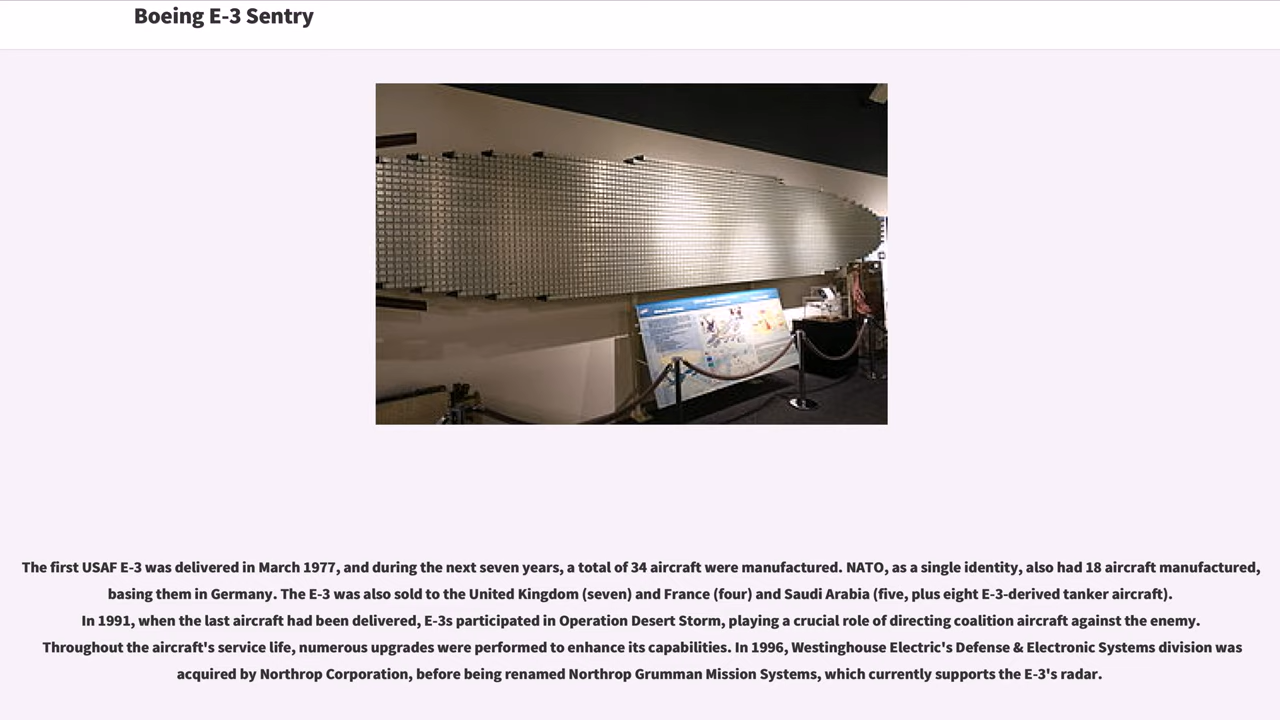 Boeing E-3 Sentry
The first USAF E-3 was delivered in March 1977, and during the next seven years, a total of 34 aircraft were manufactured. NATO, as a single identity, also had 18 aircraft manufactured,
basing them in Germany. The E-3 was also sold to the United Kingdom (seven) and France (four) and Saudi Arabia (five, plus eight E-3-derived tanker aircraft).
In 1991, when the last aircraft had been delivered, E-3s participated in Operation Desert Storm, playing a crucial role of directing coalition aircraft against the enemy.
Throughout the aircraft's service life, numerous upgrades were performed to enhance its capabilities. In 1996, Westinghouse Electric's Defense & Electronic Systems division was
acquired by Northrop Corporation, before being renamed Northrop Grumman Mission Systems, which currently supports the E-3's radar.